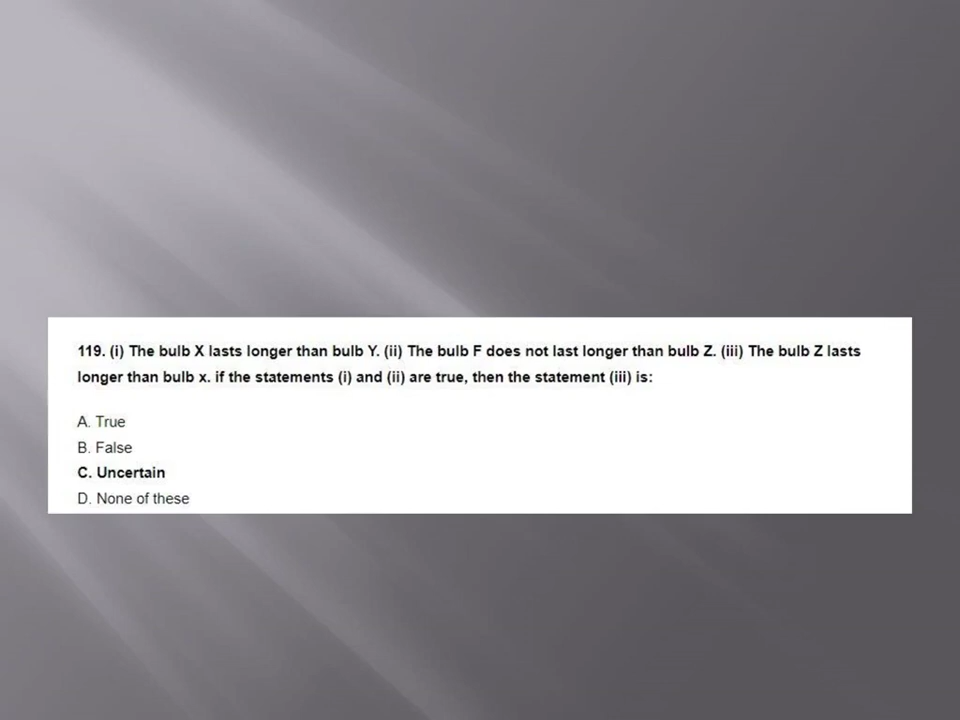 119. (i) The bulb X lasts longer than bulb Y. (ii) The bulb F does not last longer than bulb Z. (iii) The bulb Z lasts
longer than bulb x. if the statements (i) and (ii) are true, then the statement (iii) is:
A. True
B. False
C. Uncertain
D. None of these